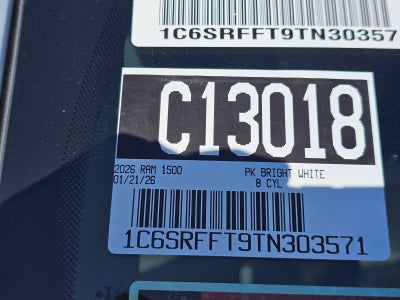 1C6SRFFT9TN30357
C13018
2026 RAM 1500 PK BRIGHT WHITE
01/21/26 8 CYL
1C6SRFFT9TN303571